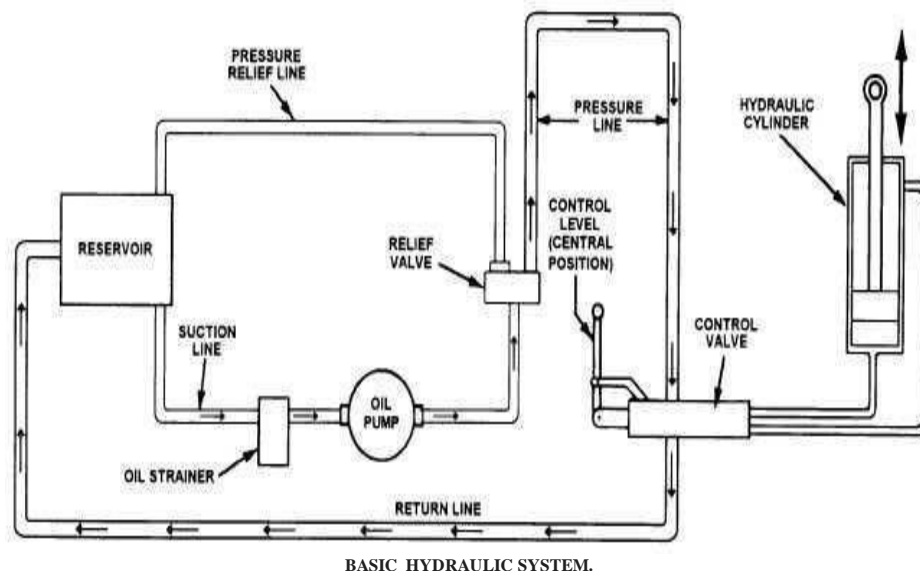 PRESSURE
RELIEF LINE
PRESSURE
LINE
HYDRAULIC
CYLINDER
RESERVOIR
RELIEF
VALVE
CONTROL
LEVEL
(CENTRAL
POSITION)
SUCTION
LINE
CONTROL
VALVE
OIL
PUMP
OIL STRAINER
RETURN LINE
BASIC HYDRAULIC SYSTEM.